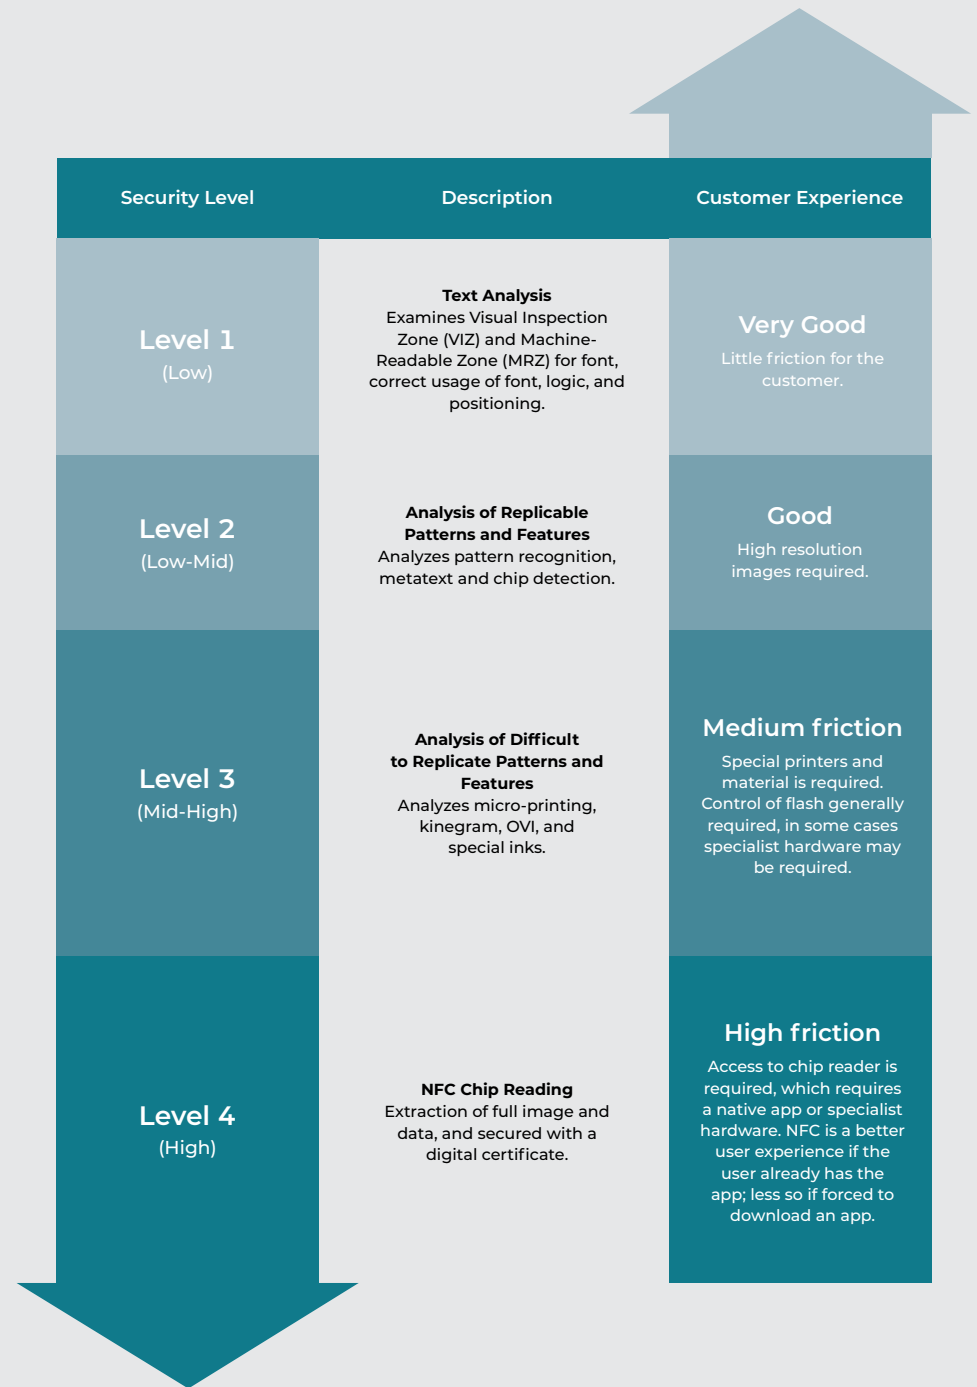 Security Level
Description
Customer Experience
Level 1
(Low)
Text Analysis
Examines Visual Inspection
Zone (VIZ) and Machine-
Readable Zone (MRZ) for font,
correct usage of font, logic, and
positioning.
Very Good
Little friction for the
customer.
Level 2
(Low-Mid)
Analysis of Replicable
Patterns and Features
Analyzes pattern recognition,
metatext and chip detection.
Good
High resolution
images required.
Level 3
(Mid-High)
Analysis of Difficult
to Replicate Patterns and
Features
Analyzes micro-printing,
kinegram, OVI, and
special inks.
Medium friction
Special printers and
material is required.
Control of flash generally
required, in some cases
specialist hardware may
be required.
Level 4
(High)
NFC Chip Reading
Extraction of full image and
data, and secured with a
digital certificate.
High friction
Access to chip reader is
required, which requires
a native app or specialist
hardware. NFC is a better
user experience if the
user already has the
app; less so if forced to
download an app.